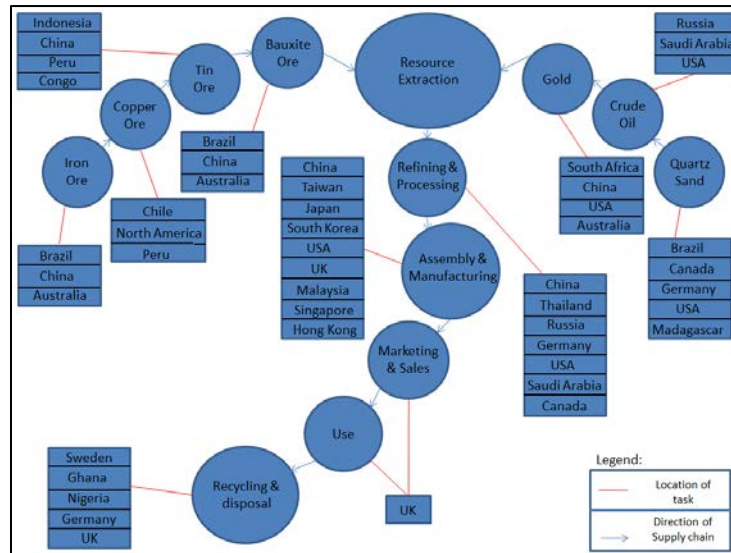 Indonesia
China
Peru
Congo
Tin
Ore
Bauxite
Ore
Resource
Extraction
Gold
Russia
Saudi Arabia
USA
Crude
Oil
Copper
Ore
Iron
Ore
Brazil
China
Australia
Refining &
Processing
Quartz
Sand
South Africa
China
USA
Australia
Chile
North America
Peru
Brazil
China
Australia
China
Taiwan
Japan
South Korea
USA
UK
Malaysia
Singapore
Hong Kong
Assembly &
Manufacturing
Brazil
Canada
Germany
USA
Madagascar
China
Thailand
Russia
Germany
USA
Saudi Arabia
Canada
Marketing
& Sales
Use
Recycling &
disposal
Sweden
Ghana
Nigeria
Germany
UK
UK
Legend:
Location of
task
Direction of
Supply chain